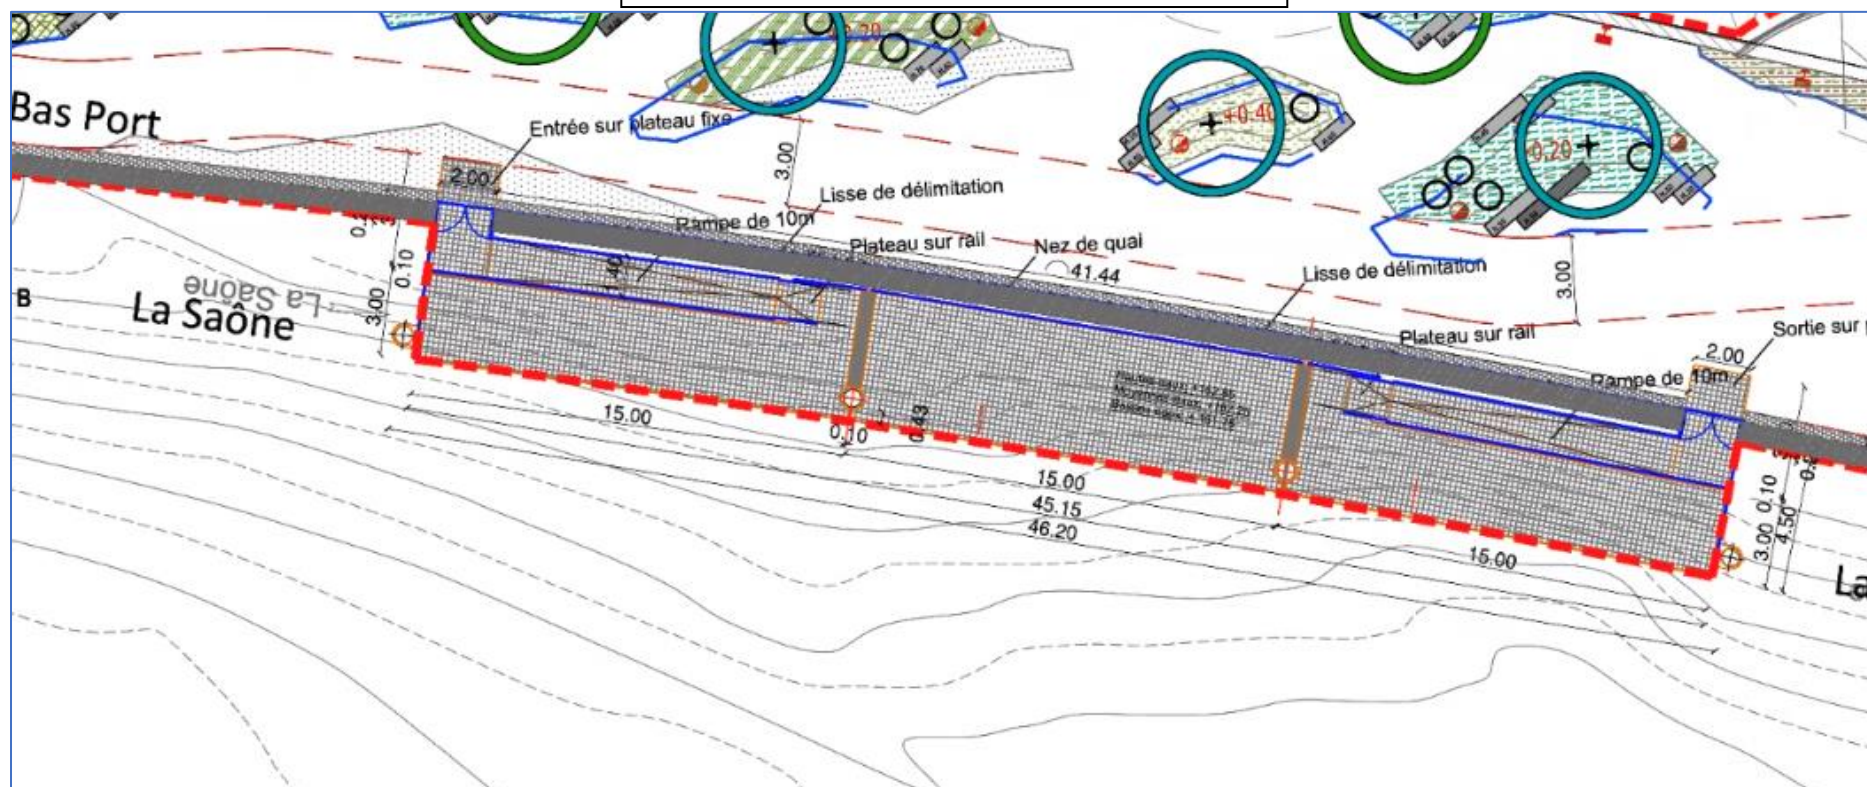 Bas Port
Entrée sur plateau fixe
2.00
3.00
Lisse de délimitation
Rampe de 10m
Plateau sur rail
Nez de quai
41.44
+0.40
-0.20
Lisse de délimitation
3.00
Plateau sur rail
Sortie sur
2.00
Rampe de 10m
La Saône
La Saône
B
0.10
3.00
1.40
15.00
0.10
0.43
15.00
45.15
46.20
15.00
0.10
3.00
4.50
La